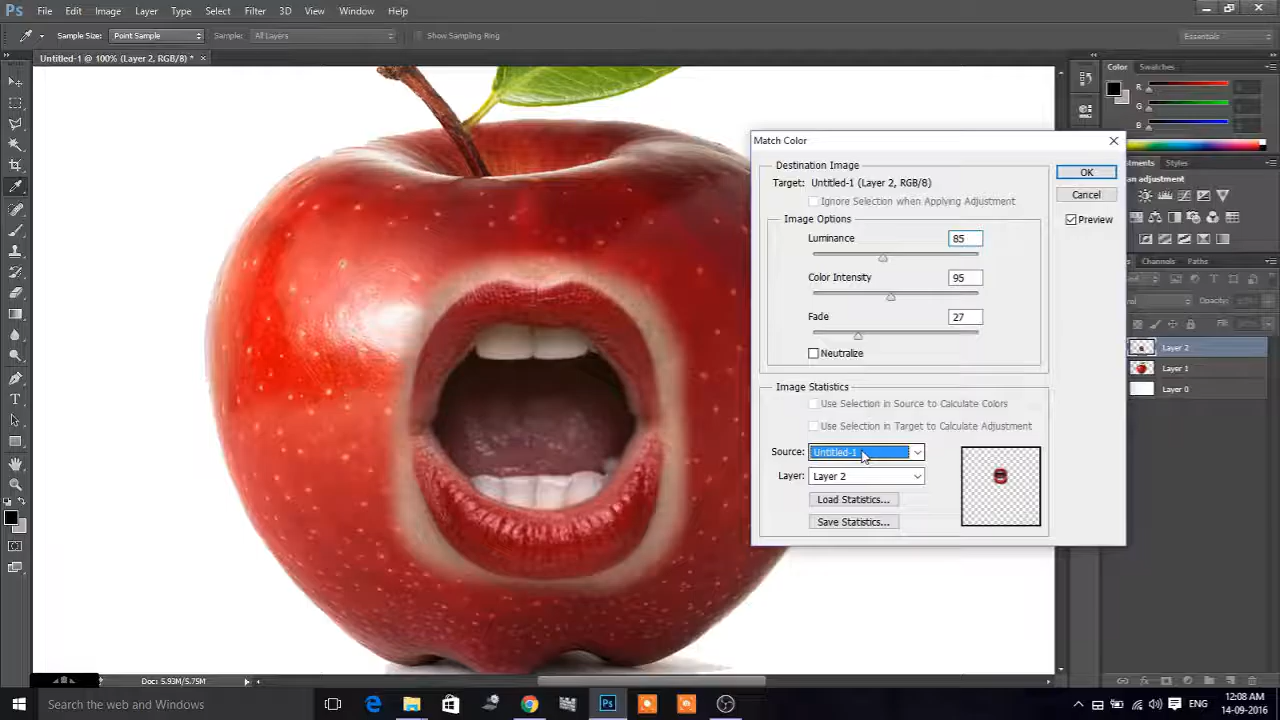 Ps File Edit Image Layer Type Select Filter 3D View Window Help
Sample Size: Point Sample Sample: All Layers Show Sampling Ring Essentials
Untitled-1 @ 100% (Layer 2, RGB/8) * ×
Color Swatches
R
G
B
Match Color
Destination Image
Target: Untitled-1 (Layer 2, RGB/8)
Ignore Selection when Applying Adjustment
Image Options
Luminance 85
Color Intensity 95
Fade 27
Neutralize
OK
Cancel
Preview
Image Statistics
Use Selection in Source to Calculate Colors
Use Selection in Target to Calculate Adjustment
Source: Untitled-1
Layer: Layer 2
Load Statistics...
Save Statistics...
Styles
Channels Paths
Opacity:
Fill:
Layer 2
Layer 1
Layer 0
Doc: 5.93M/5.75M
Search the web and Windows
Ps
ENG
12:08 AM
14-09-2016